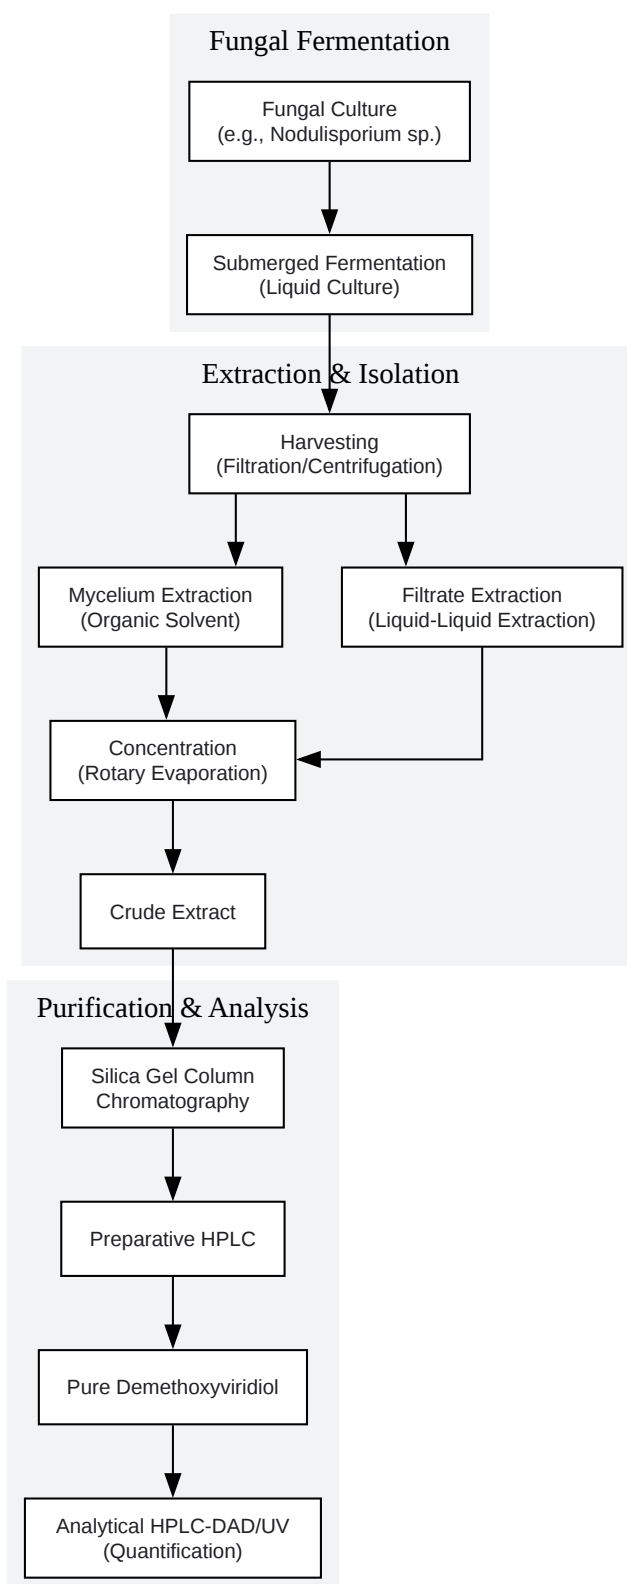 Fungal Fermentation
Fungal Culture
(e.g., Nodulisporium sp.)
Submerged Fermentation
(Liquid Culture)
Extraction & Isolation
Harvesting
(Filtration/Centrifugation)
Mycelium Extraction
(Organic Solvent)
Filtrate Extraction
(Liquid-Liquid Extraction)
Concentration
(Rotary Evaporation)
Crude Extract
Purification & Analysis
Silica Gel Column
Chromatography
Preparative HPLC
Pure Demethoxyviridiol
Analytical HPLC-DAD/UV
(Quantification)